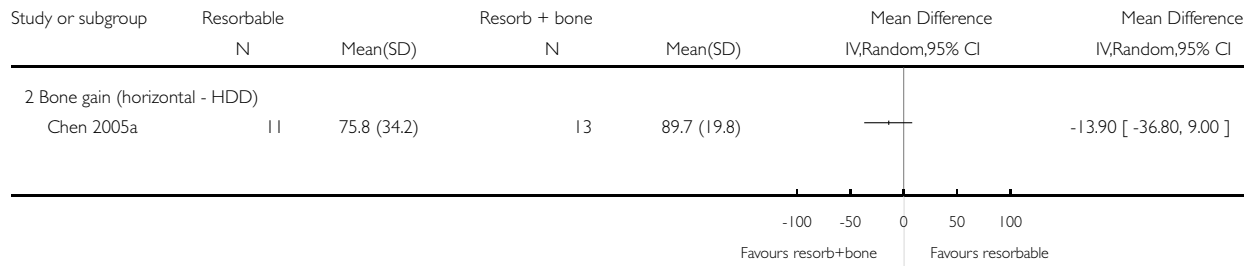 Study or subgroup Resorbable Resorb + bone Mean Difference Mean Difference
N Mean(SD) N Mean(SD) IV,Random,95% CI IV,Random,95% CI
2 Bone gain (horizontal - HDD)
Chen 2005a 11 75.8 (34.2) 13 89.7 (19.8) -13.90 [ -36.80, 9.00 ]
-100 -50 0 50 100
Favours resorb+bone Favours resorbable